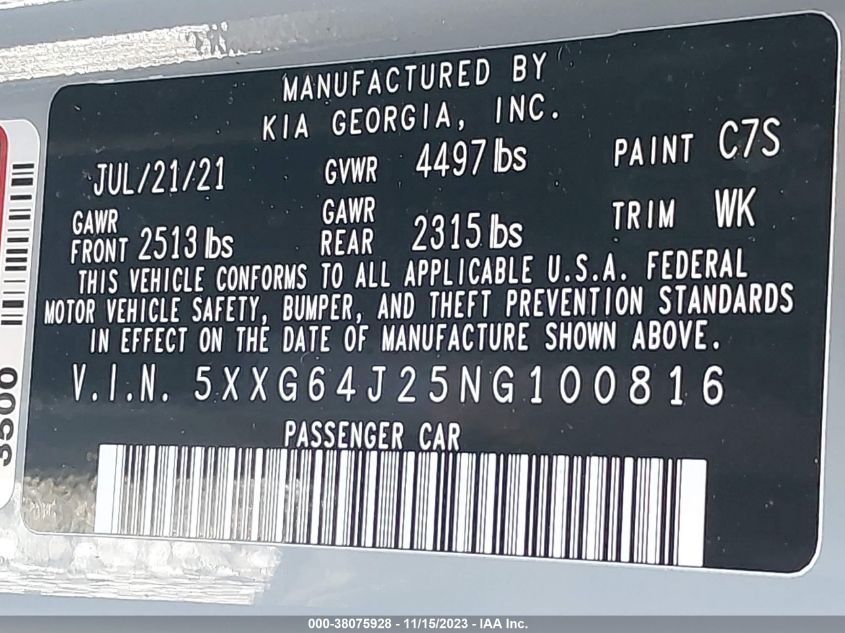 MANUFACTURED BY
KIA GEORGIA, INC.
JUL/21/21 GVWR 4497 lbs PAINT C7S
GAWR FRONT 2513 lbs GAWR REAR 2315 lbs TRIM WK
THIS VEHICLE CONFORMS TO ALL APPLICABLE U.S.A. FEDERAL
MOTOR VEHICLE SAFETY, BUMPER, AND THEFT PREVENTION STANDARDS
IN EFFECT ON THE DATE OF MANUFACTURE SHOWN ABOVE.
V.I.N. 5XXG64J25NG100816
PASSENGER CAR
000-38075928 - 11/15/2023 - IAA Inc.